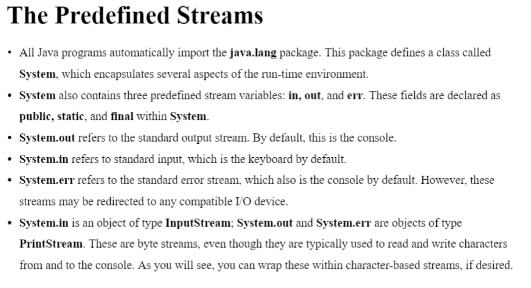 The Predefined Streams
• All Java programs automatically import the java.lang package. This package defines a class called
System, which encapsulates several aspects of the run-time environment.
• System also contains three predefined stream variables: in, out, and err. These fields are declared as
public, static, and final within System.
• System.out refers to the standard output stream. By default, this is the console.
• System.in refers to standard input, which is the keyboard by default.
• System.err refers to the standard error stream, which also is the console by default. However, these
streams may be redirected to any compatible I/O device.
• System.in is an object of type InputStream; System.out and System.err are objects of type
PrintStream. These are byte streams, even though they are typically used to read and write characters
from and to the console. As you will see, you can wrap these within character-based streams, if desired.